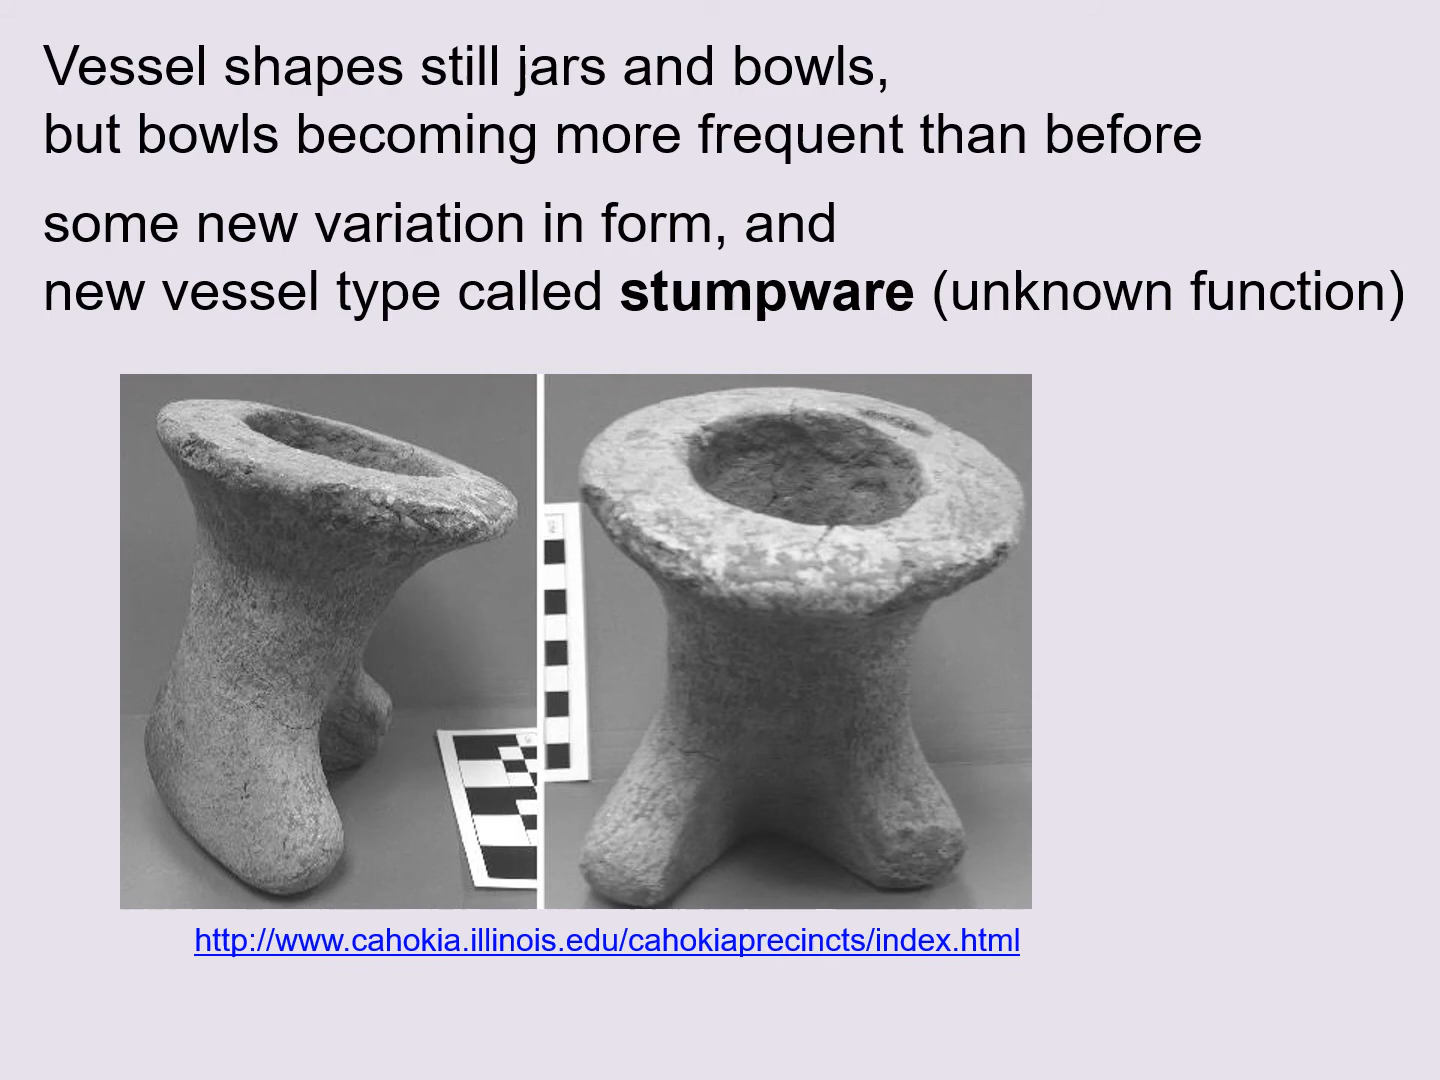 Vessel shapes still jars and bowls,
but bowls becoming more frequent than before
some new variation in form, and
new vessel type called stumpware (unknown function)
http://www.cahokia.illinois.edu/cahokiaprecincts/index.html